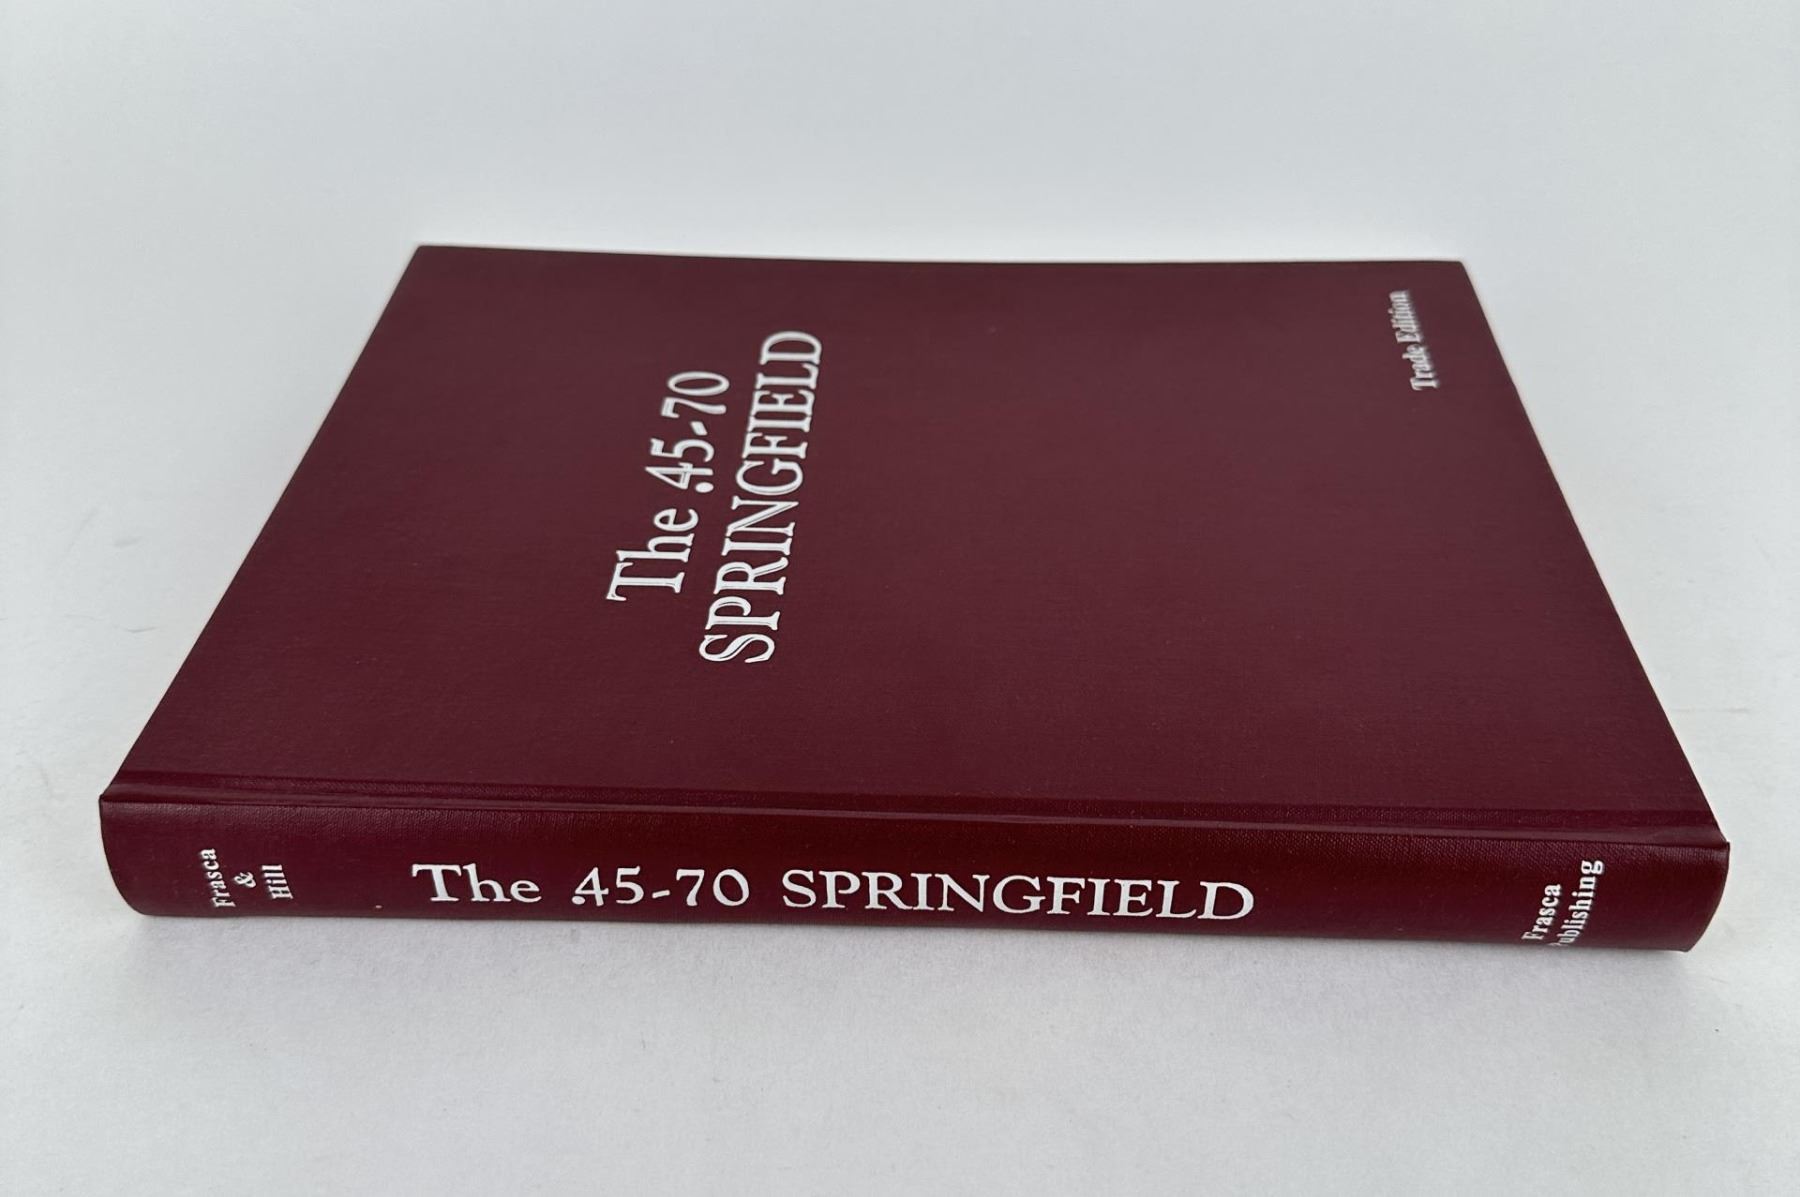 The .45-70
SPRINGFIELD
Trade Edition
Frasca
&
Hill
The .45-70 SPRINGFIELD
Frasca
Publishing